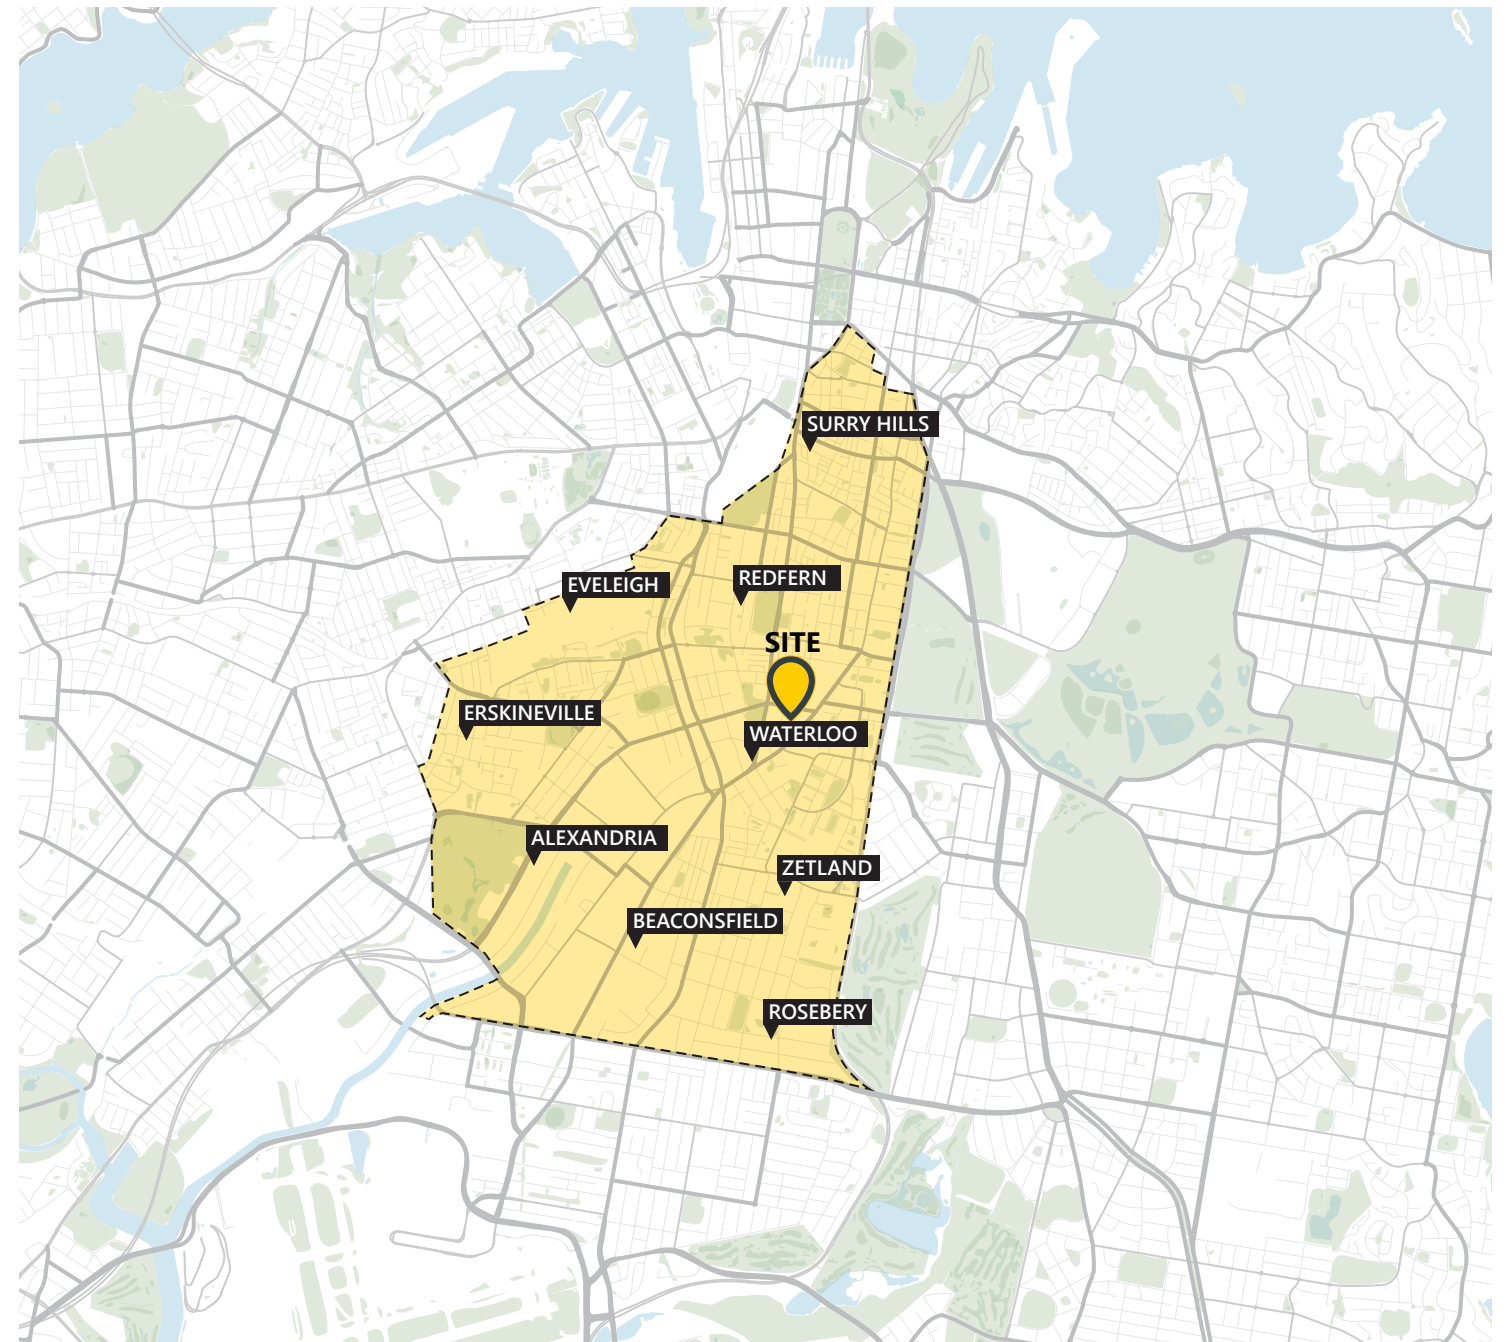 SURRY HILLS
EVELEIGH
REDFERN
SITE
ERSKINEVILLE
WATERLOO
ALEXANDRIA
ZETLAND
BEACONSFIELD
ROSEBERY